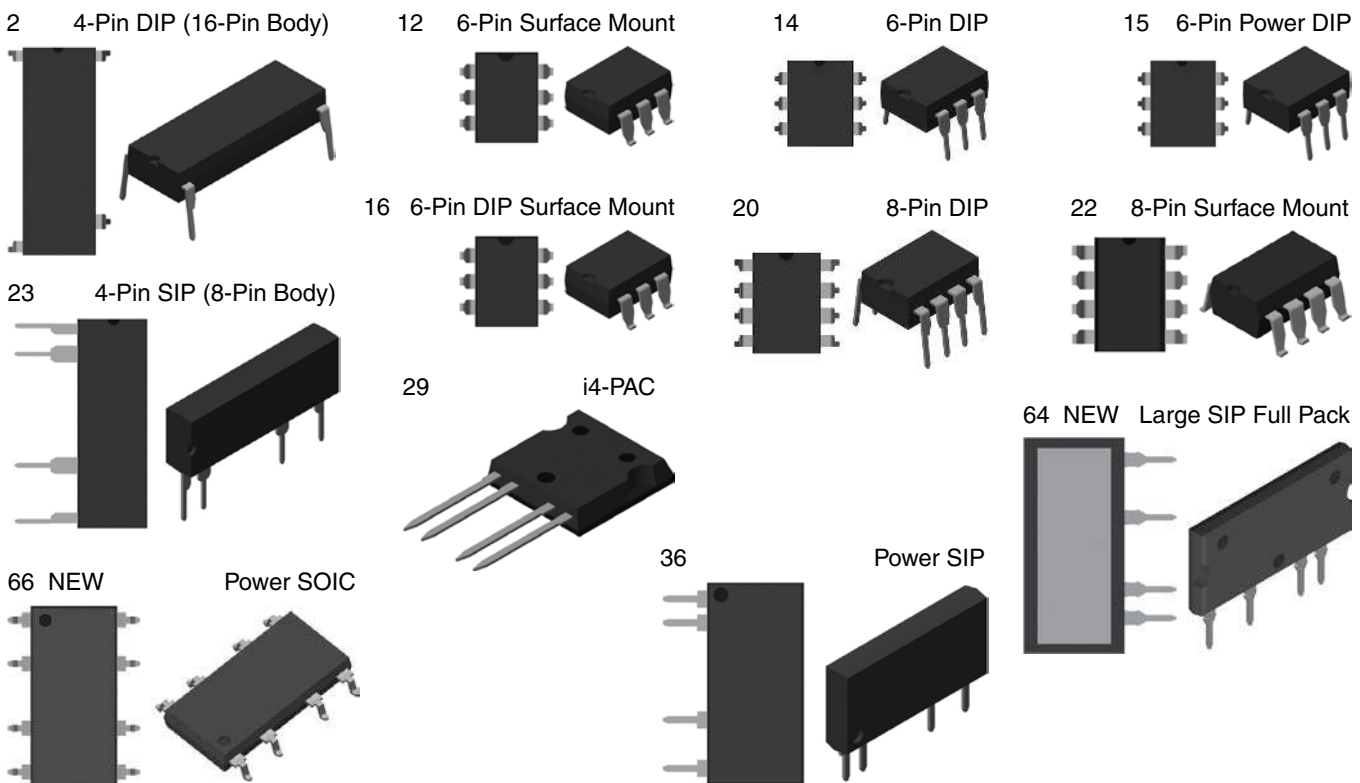 2 4-Pin DIP (16-Pin Body)
12 6-Pin Surface Mount
14 6-Pin DIP
15 6-Pin Power DIP
16 6-Pin DIP Surface Mount
20 8-Pin DIP
22 8-Pin Surface Mount
23 4-Pin SIP (8-Pin Body)
29 i4-PAC
64 NEW Large SIP Full Pack
66 NEW Power SOIC
36 Power SIP